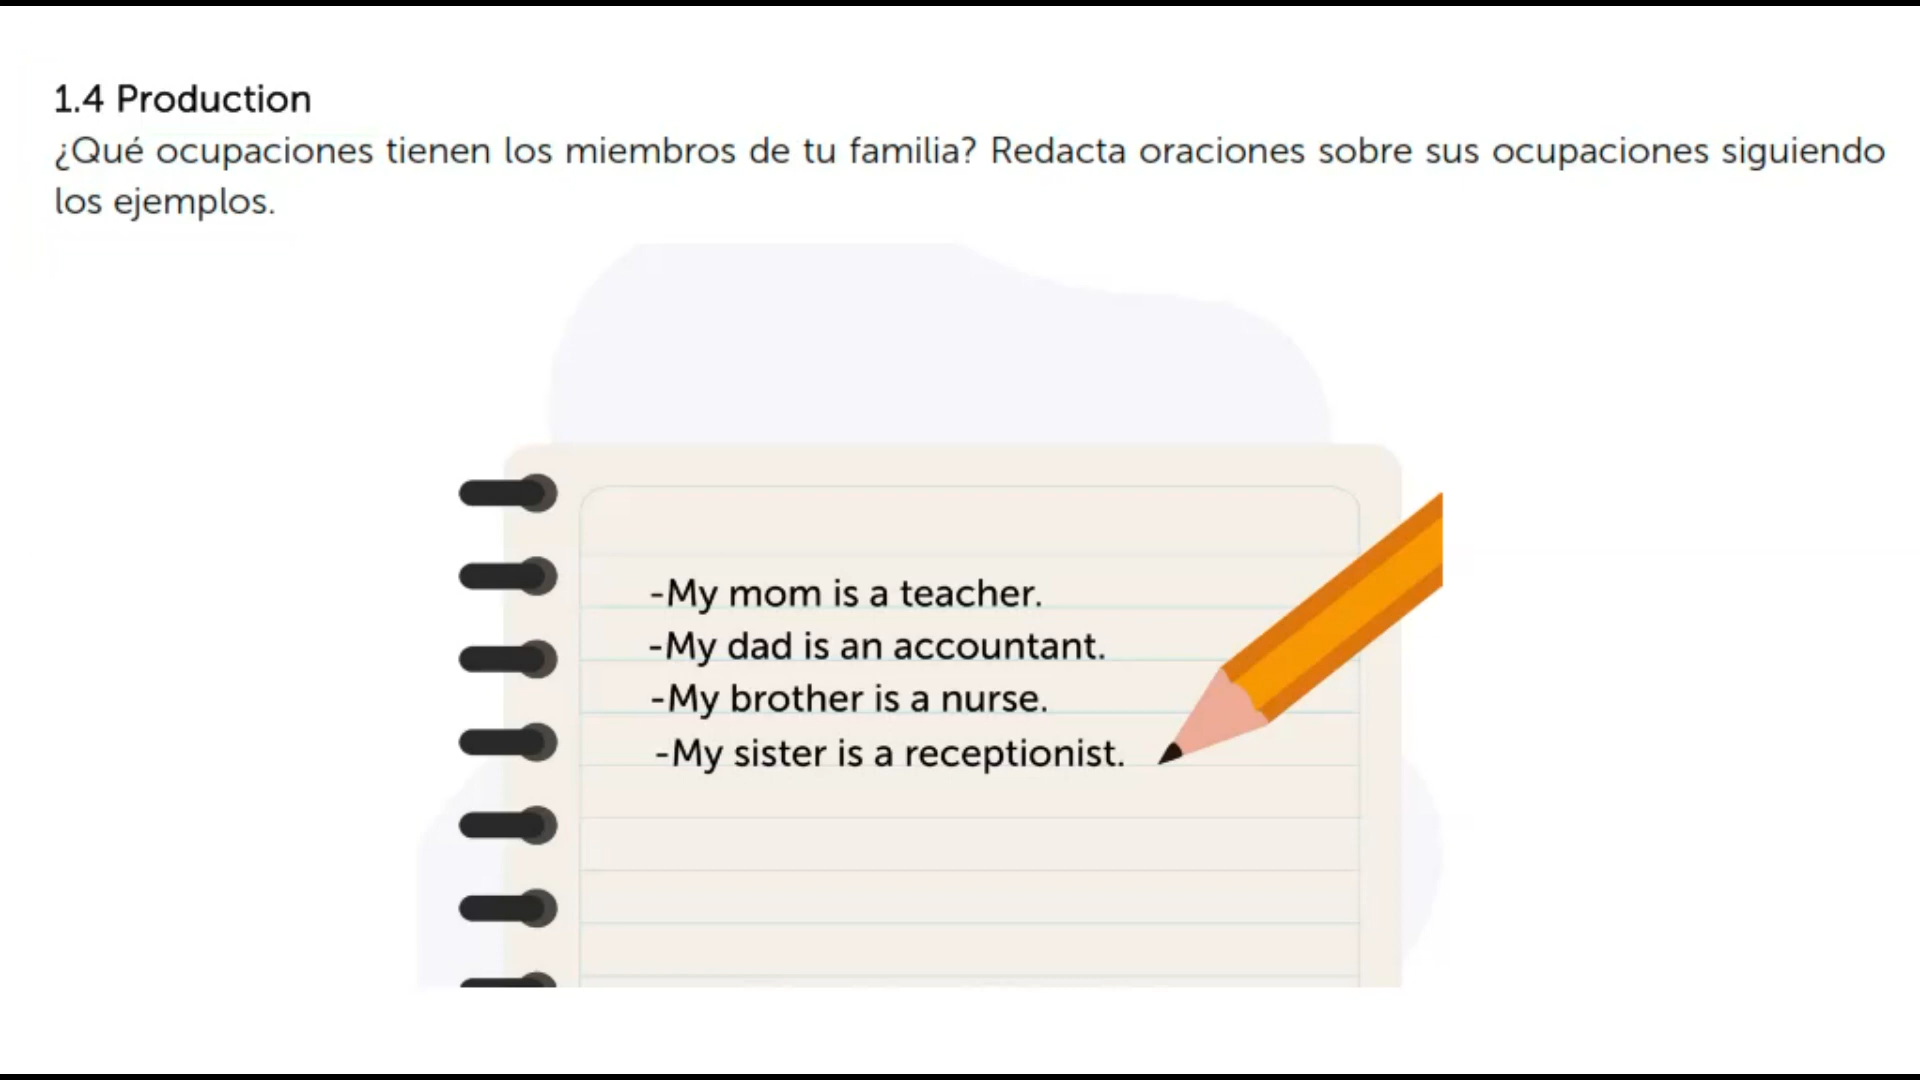 1.4 Production
¿Qué ocupaciones tienen los miembros de tu familia? Redacta oraciones sobre sus ocupaciones siguiendo
los ejemplos.
-My mom is a teacher.
-My dad is an accountant.
-My brother is a nurse.
-My sister is a receptionist.